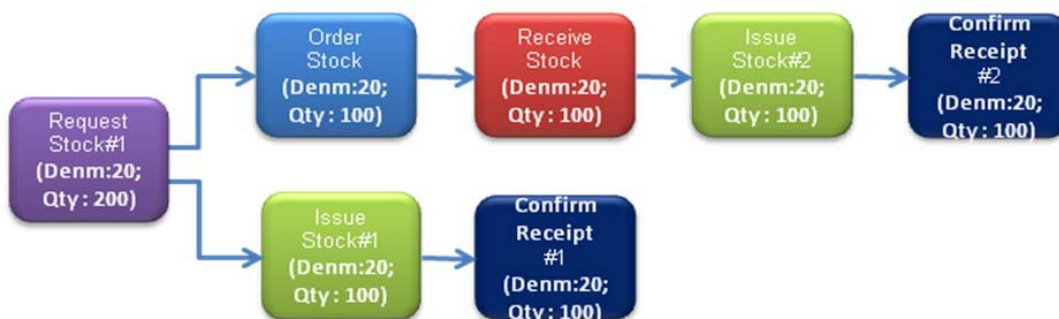 Order
Stock
(Denm:20;
Qty : 100)
Receive
Stock
(Denm:20;
Qty : 100)
Issue
Stock#2
(Denm:20;
Qty : 100)
Confirm
Receipt
#2
(Denm:20;
Qty : 100)
Request
Stock#1
(Denm:20;
Qty : 200)
Issue
Stock#1
(Denm:20;
Qty : 100)
Confirm
Receipt
#1
(Denm:20;
Qty : 100)